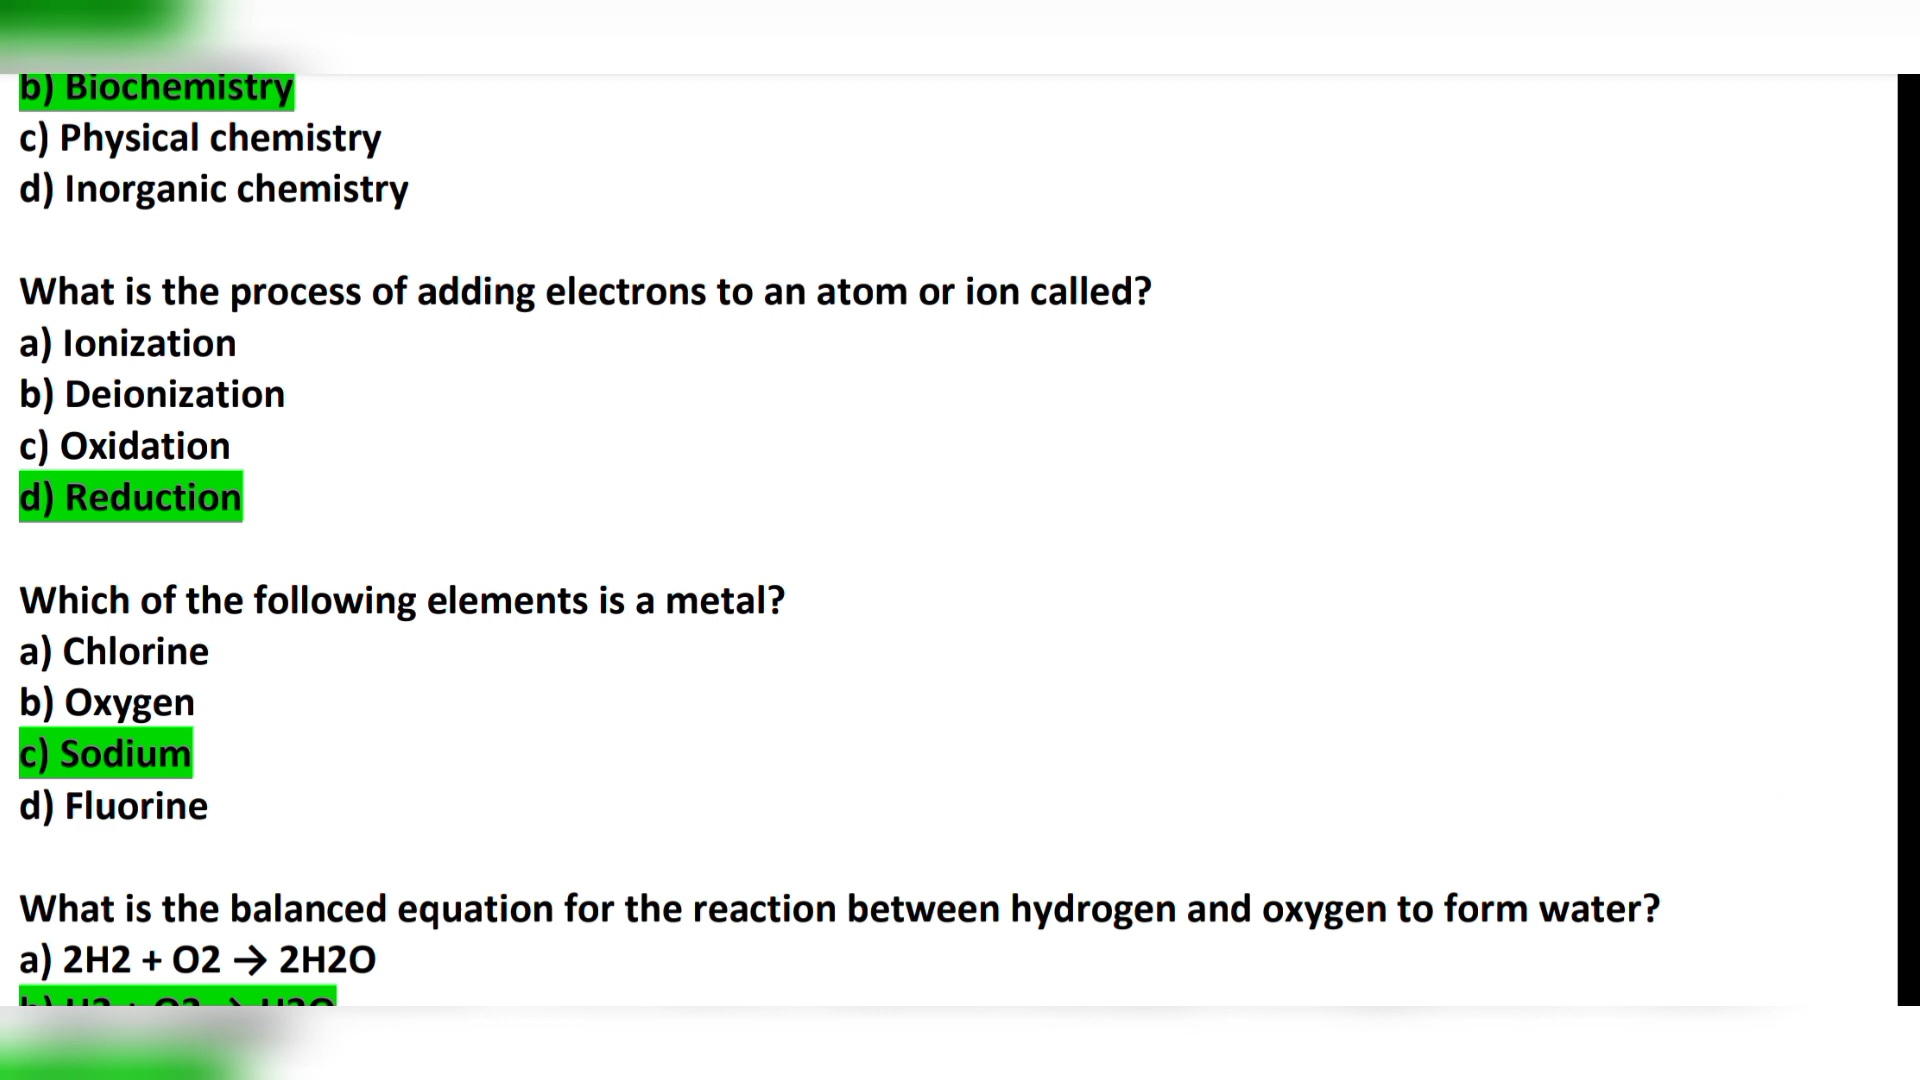 b) Biochemistry
c) Physical chemistry
d) Inorganic chemistry
What is the process of adding electrons to an atom or ion called?
a) Ionization
b) Deionization
c) Oxidation
d) Reduction
Which of the following elements is a metal?
a) Chlorine
b) Oxygen
c) Sodium
d) Fluorine
What is the balanced equation for the reaction between hydrogen and oxygen to form water?
a) 2H2 + O2 → 2H2O